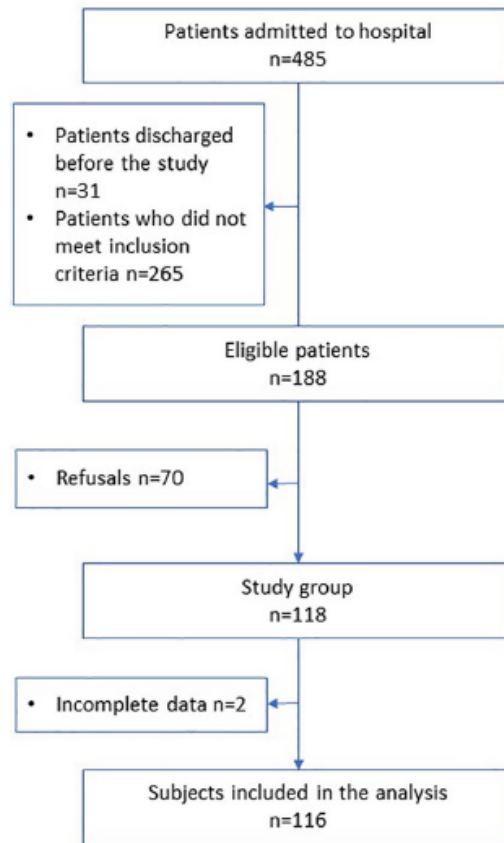 Patients admitted to hospital
n=485
• Patients discharged
before the study
n=31
• Patients who did not
meet inclusion
criteria n=265
Eligible patients
n=188
• Refusals n=70
Study group
n=118
• Incomplete data n=2
Subjects included in the analysis
n=116